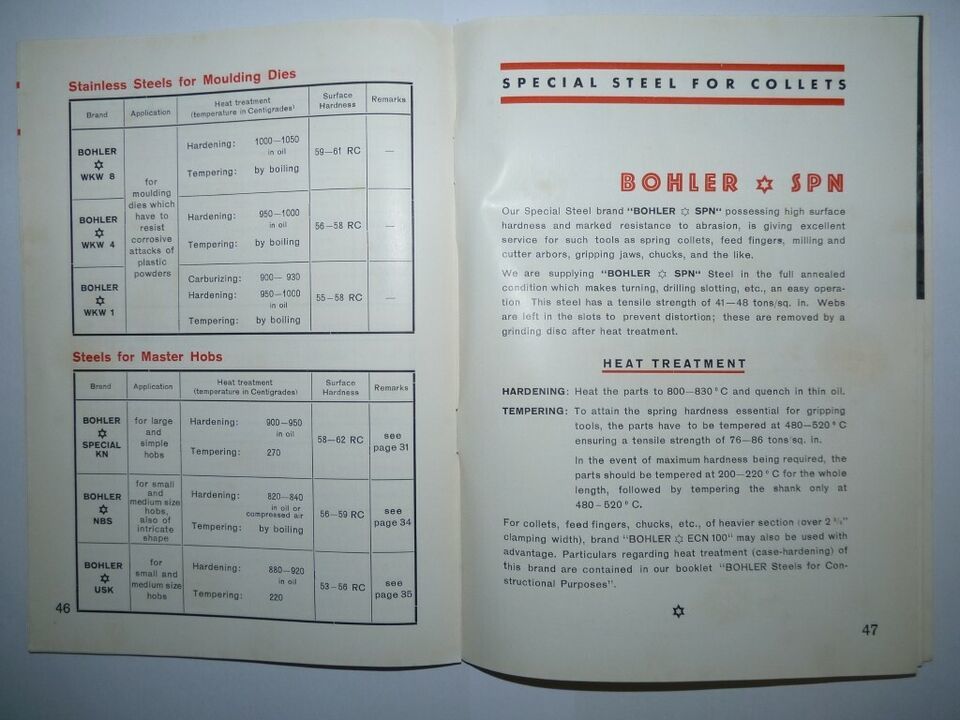 Stainless Steels for Moulding Dies
Brand
Application
Heat treatment
(temperature in Centigrades)
Surface
Hardness
Remarks
BOHLER
✡
WKW 8
for
moulding
dies which
have to
resist
corrosive
attacks of
plastic
powders
Hardening: 1000—1050
in oil
Tempering: by boiling
59—61 RC
—
BOHLER
✡
WKW 4
Hardening: 950—1000
in oil
Tempering: by boiling
56—58 RC
—
BOHLER
✡
WKW 1
Carburizing: 900— 930
Hardening: 950—1000
in oil
Tempering: by boiling
55—58 RC
—
Steels for Master Hobs
Brand
Application
Heat treatment
(temperature in Centigrades)
Surface
Hardness
Remarks
BOHLER
✡
SPECIAL
KN
for large
and
simple
hobs
Hardening: 900—950
in oil
Tempering: 270
58—62 RC
see
page 31
BOHLER
✡
NBS
for small
and
medium size
hobs,
also of
intricate
shape
Hardening: 820—840
in oil or
compressed air
Tempering: by boiling
56—59 RC
see
page 34
BOHLER
✡
USK
for
small and
medium size
hobs
Hardening: 880—920
in oil
Tempering: 220
53—56 RC
see
page 35
46
SPECIAL STEEL FOR COLLETS
BOHLER ✡ SPN
Our Special Steel brand "BOHLER ✡ SPN" possessing high surface
hardness and marked resistance to abrasion, is giving excellent
service for such tools as spring collets, feed fingers, milling and
cutter arbors, gripping jaws, chucks, and the like.
We are supplying "BOHLER ✡ SPN" Steel in the full annealed
condition which makes turning, drilling slotting, etc., an easy opera-
tion This steel has a tensile strength of 41—48 tons/sq. in. Webs
are left in the slots to prevent distortion; these are removed by a
grinding disc after heat treatment.
HEAT TREATMENT
HARDENING: Heat the parts to 800—830° C and quench in thin oil.
TEMPERING: To attain the spring hardness essential for gripping
tools, the parts have to be tempered at 480—520° C
ensuring a tensile strength of 76—86 tons/sq. in.
In the event of maximum hardness being required, the
parts should be tempered at 200—220° C for the whole
length, followed by tempering the shank only at
480–520° C.
For collets, feed fingers, chucks, etc., of heavier section (over 2
clamping width), brand "BOHLER ✡ ECN 100" may also be used with
advantage. Particulars regarding heat treatment (case-hardening) of
this brand are contained in our booklet "BOHLER Steels for Con-
structional Purposes".
✡
47